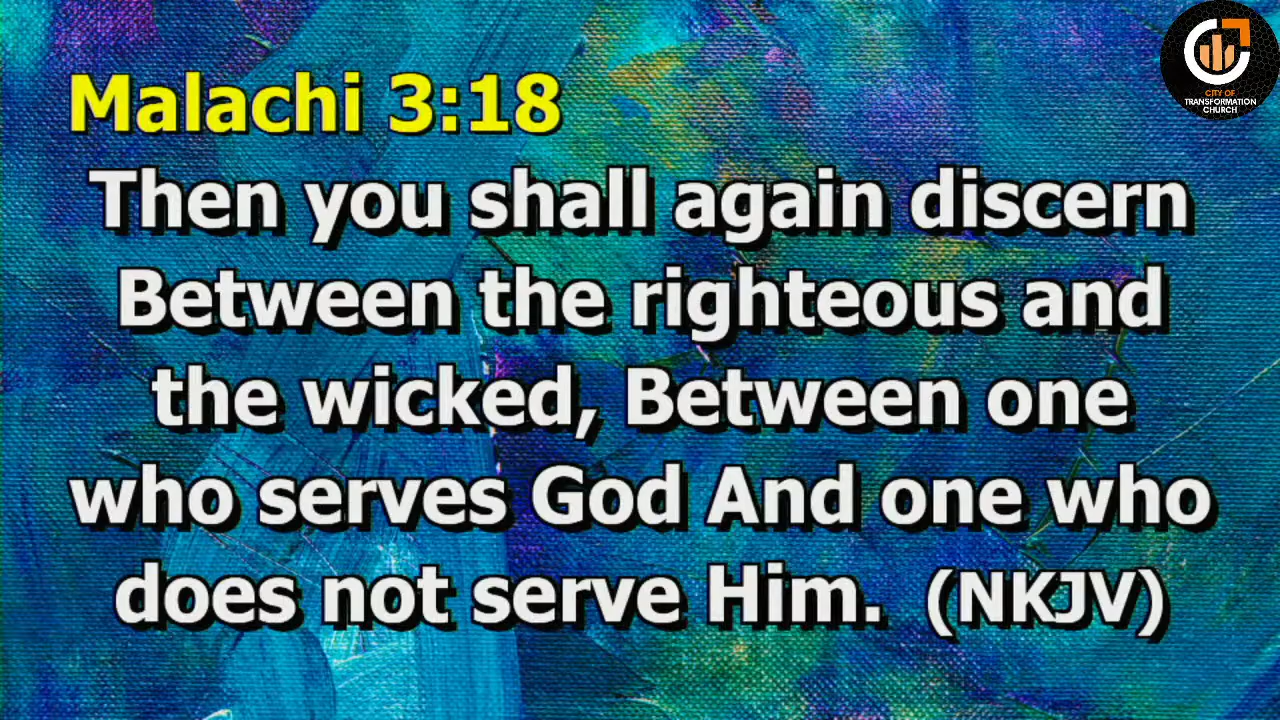 CITY OF
TRANSFORMATION
CHURCH
Malachi 3:18
Then you shall again discern
Between the righteous and
the wicked, Between one
who serves God And one who
does not serve Him. (NKJV)